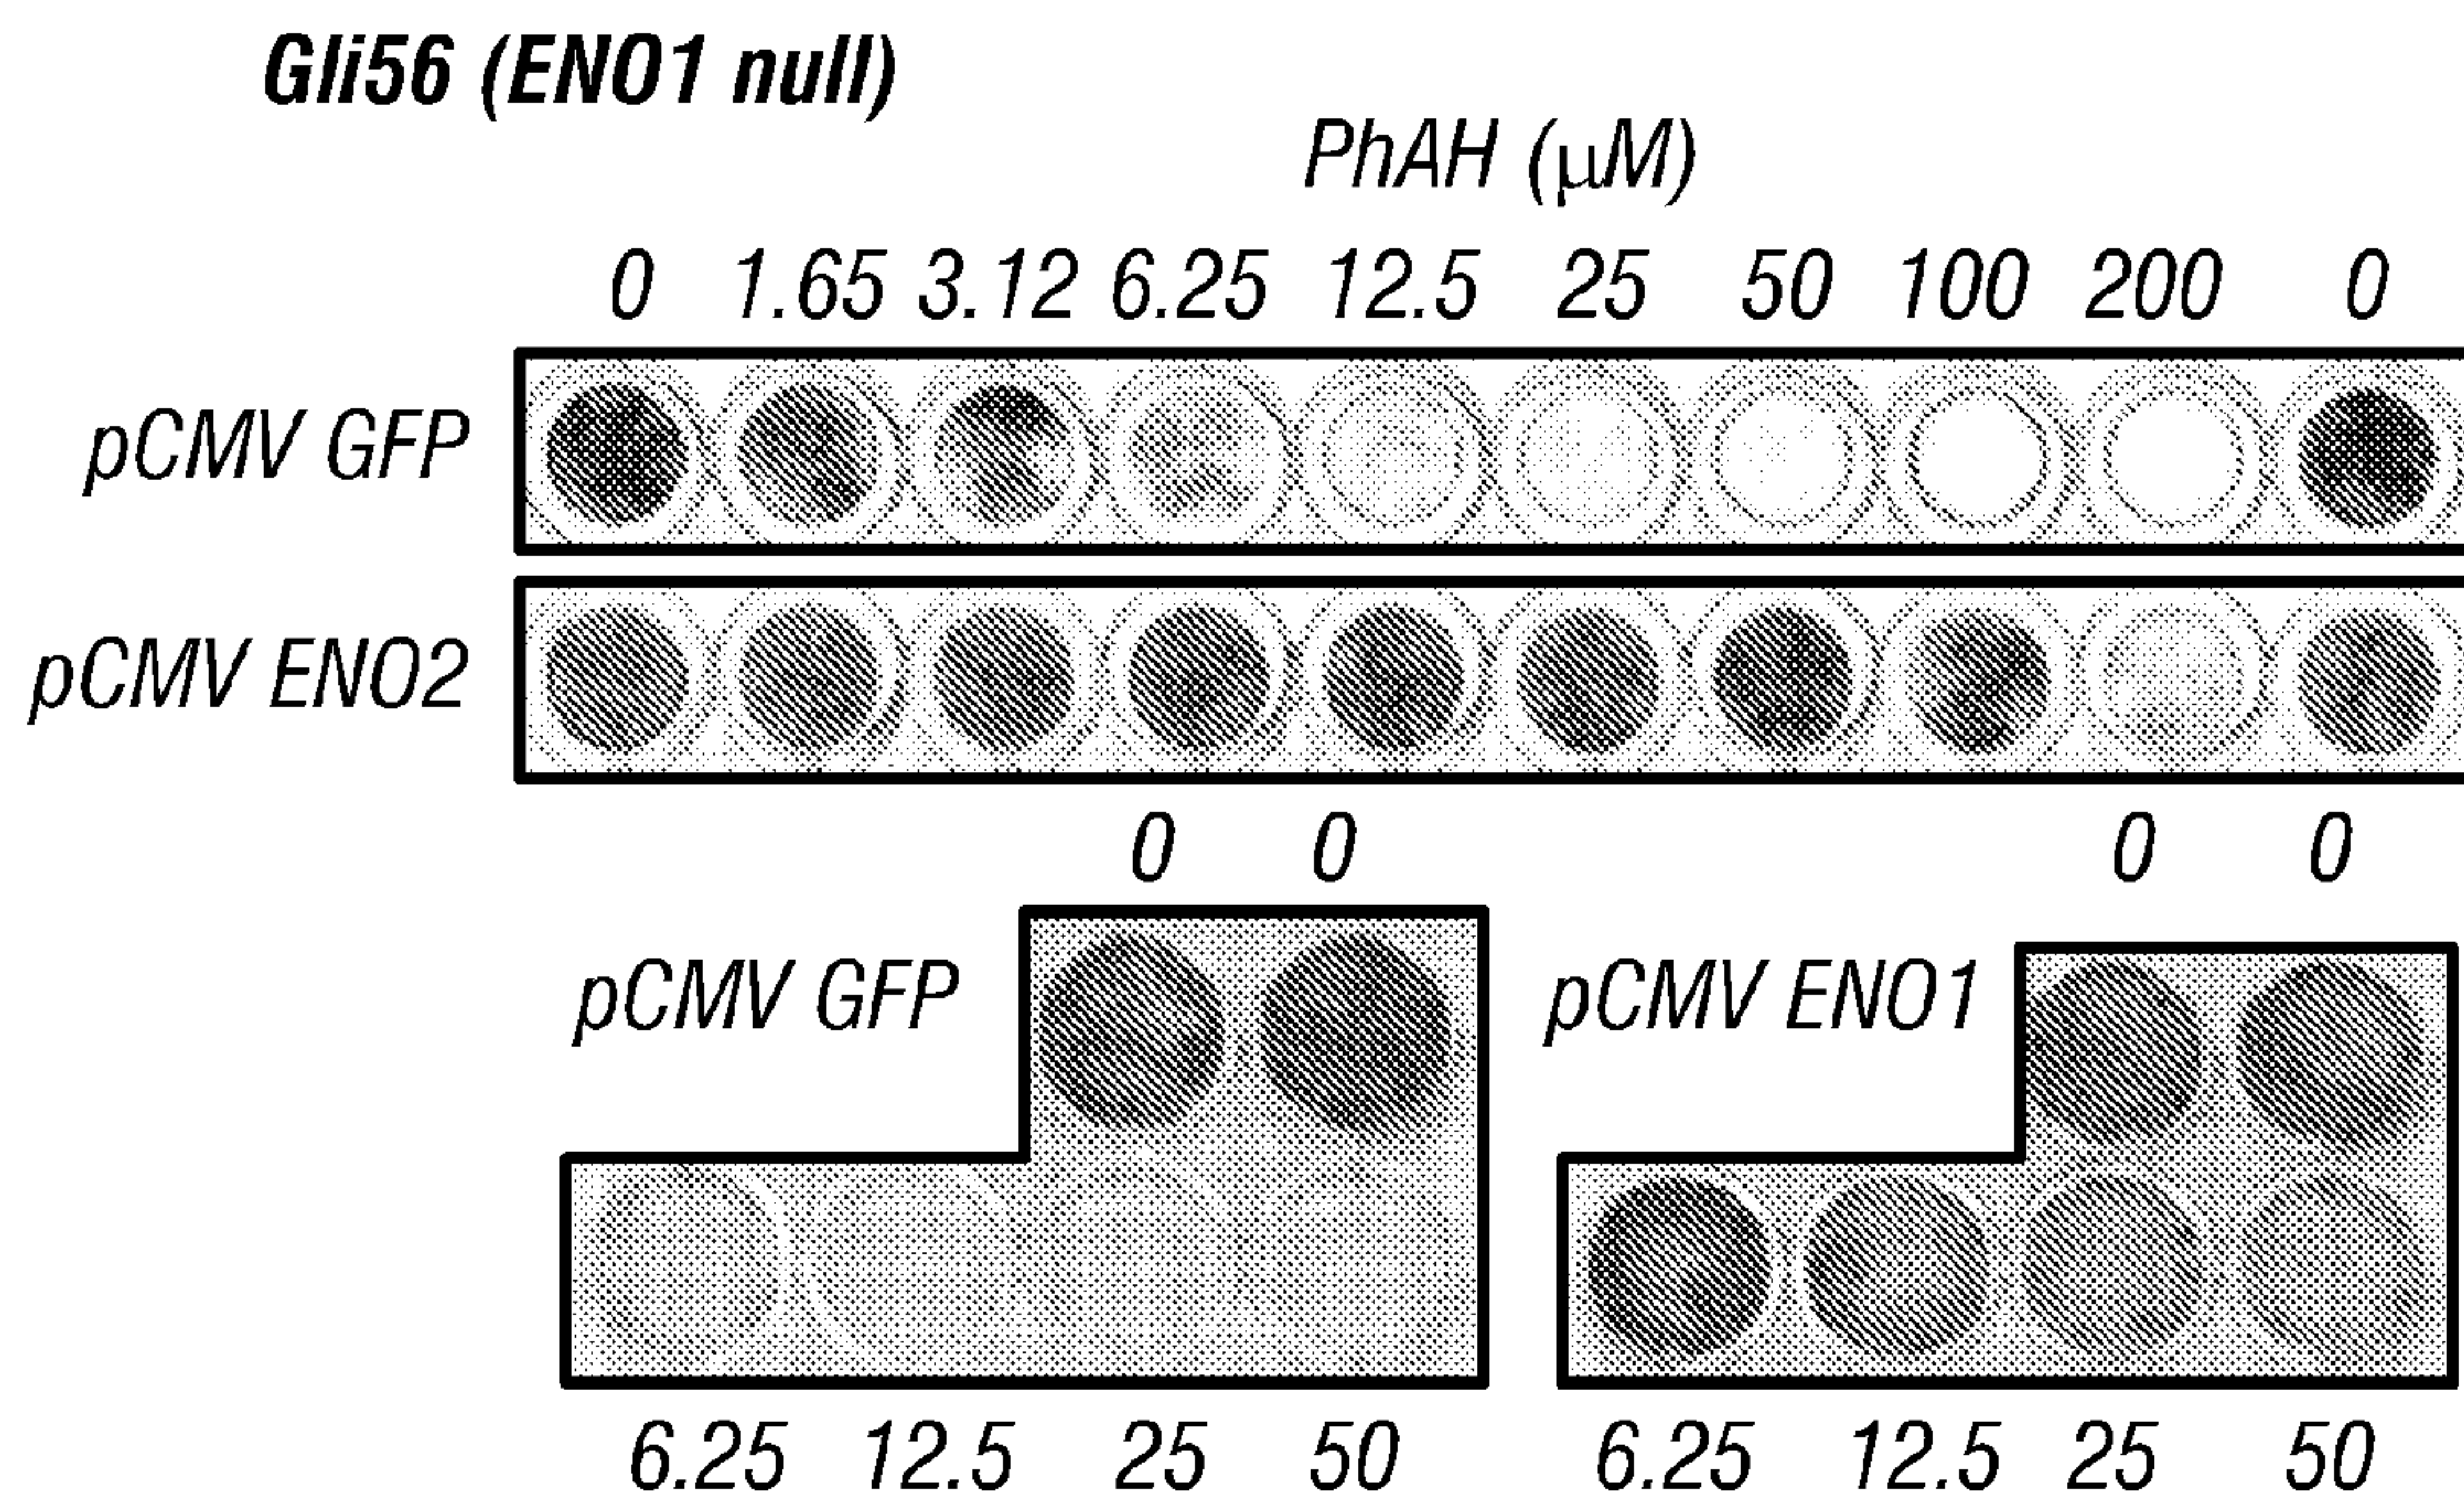 Gli56 (ENO1 null)
PhAH (μM)
0 1.65 3.12 6.25 12.5 25 50 100 200 0
pCMV GFP
pCMV ENO2
0 0 0 0
pCMV GFP pCMV ENO1
6.25 12.5 25 50 6.25 12.5 25 50